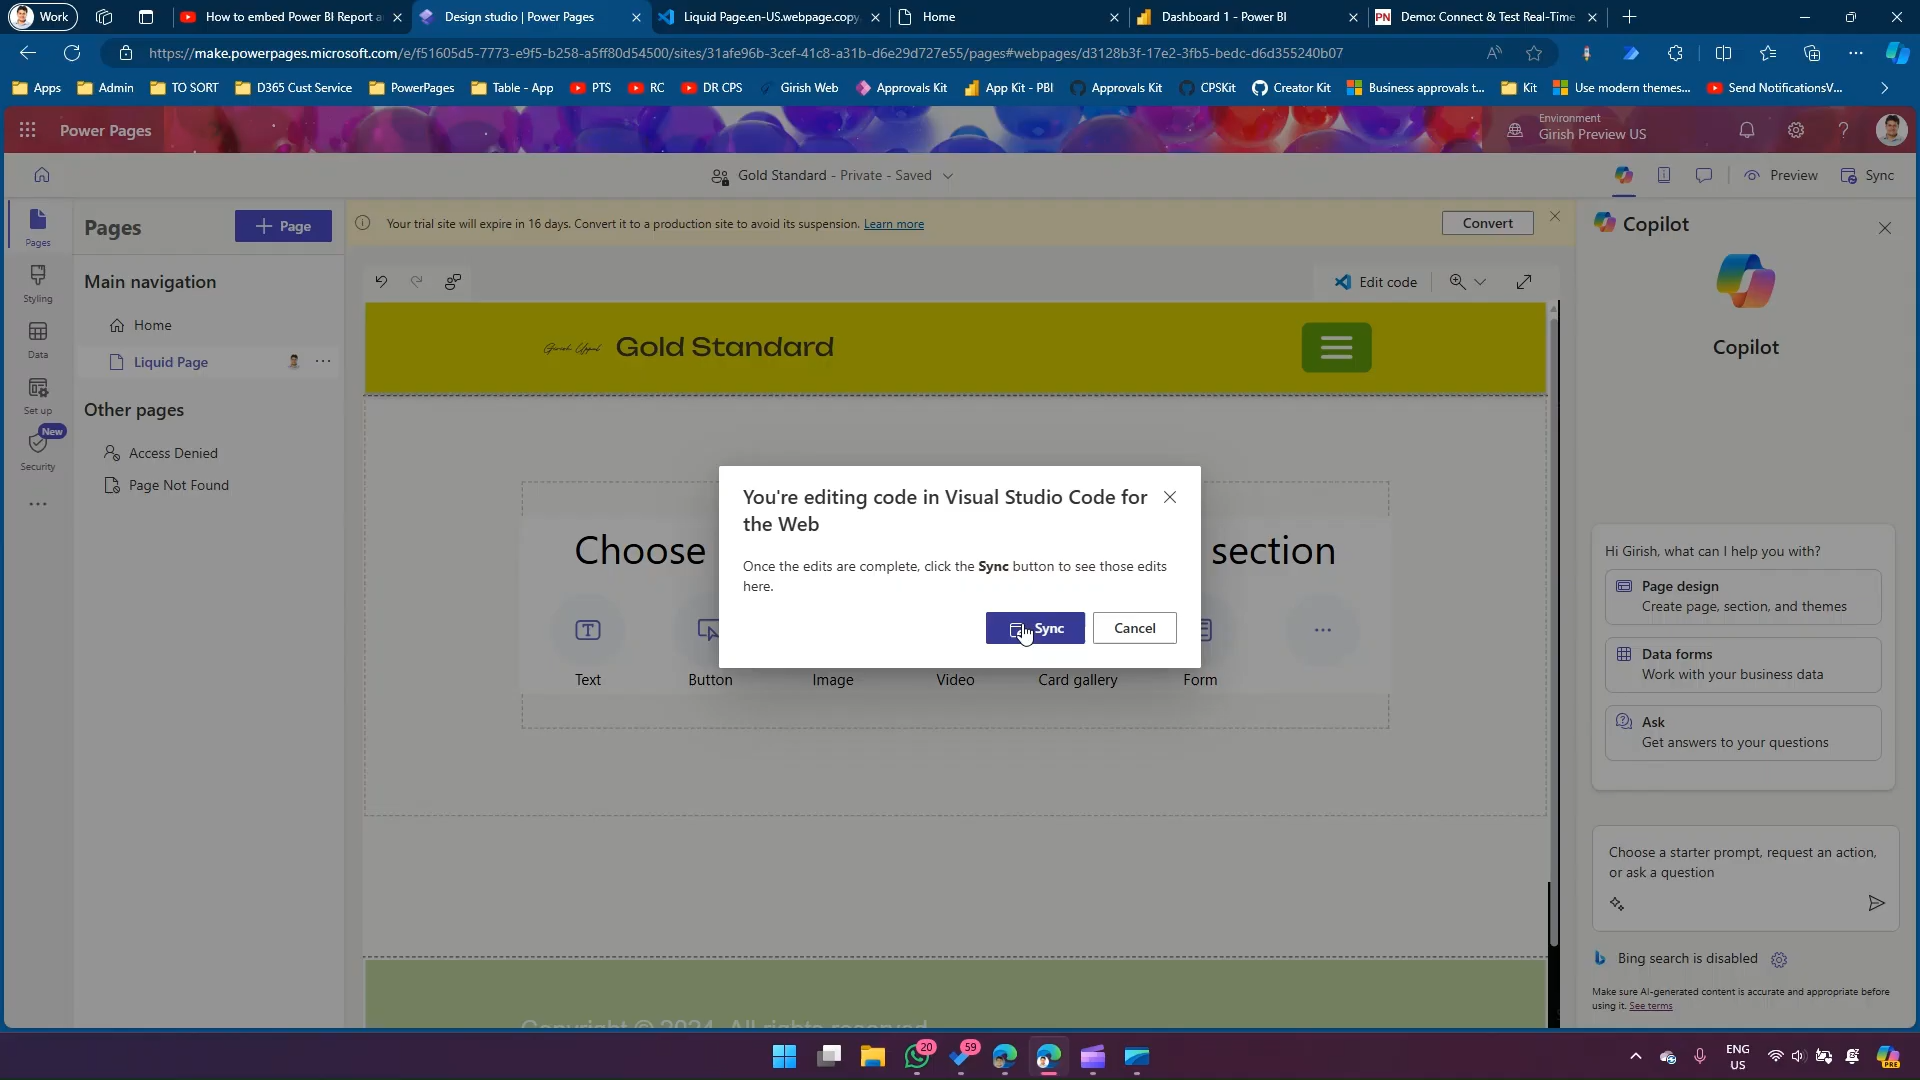 Work
How to embed Power BI Report a
Design studio | Power Pages
Liquid Page.en-US.webpage.copy
Home
Dashboard 1 - Power BI
PN
Demo: Connect & Test Real-Time
https://make.powerpages.microsoft.com/e/f51605d5-7773-e9f5-b258-a5ff80d54500/sites/31afe96b-3cef-41c8-a31b-d6e29d727e55/pages#webpages/d3128b3f-17e2-3fb5-bedc-d6d355240b07
Apps
Admin
TO SORT
D365 Cust Service
PowerPages
Table - App
PTS
RC
DR CPS
Girish Web
Approvals Kit
App Kit - PBI
Approvals Kit
CPSKit
Creator Kit
Business approvals t...
Kit
Use modern themes...
Send NotificationsV...
Power Pages
Environment
Girish Preview US
Gold Standard - Private - Saved
Preview
Sync
Pages
Styling
Data
Set up
New
Security
Pages
Page
Main navigation
Home
Liquid Page
Other pages
Access Denied
Page Not Found
Your trial site will expire in 16 days. Convert it to a production site to avoid its suspension. Learn more
Convert
Edit code
Girish Uppal
Gold Standard
Choose
section
Text
Button
Image
Video
Card gallery
Form
You're editing code in Visual Studio Code for
the Web
Once the edits are complete, click the Sync button to see those edits
here.
Sync
Cancel
Copyright © 2024. All rights reserved.
Copilot
Copilot
Hi Girish, what can I help you with?
Page design
Create page, section, and themes
Data forms
Work with your business data
Ask
Get answers to your questions
Choose a starter prompt, request an action,
or ask a question
Bing search is disabled
Make sure AI-generated content is accurate and appropriate before
using it. See terms
20
59
ENG
US
PRE